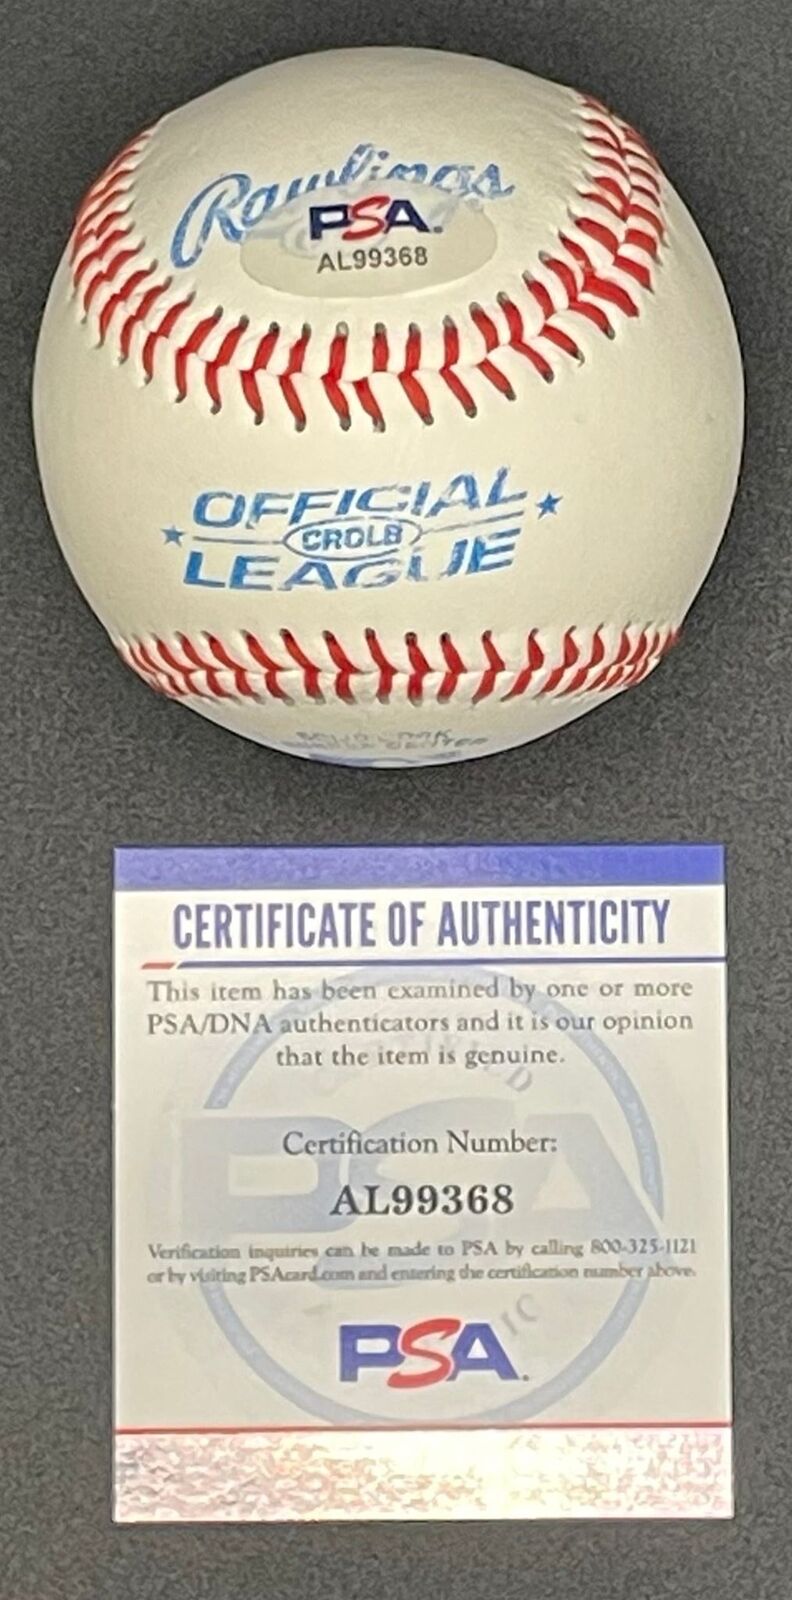 Rawlings
PSA.
AL99368
OFFICIAL
CRDLB
LEAGUE
CERTIFICATE OF AUTHENTICITY
This item has been examined by one or more
PSA/DNA authenticators and it is our opinion
that the item is genuine.
Certification Number:
AL99368
Verification inquiries can be made to PSA by calling 800-325-1121
or by visiting PSAcard.com and entering the certification number above.
PSA.